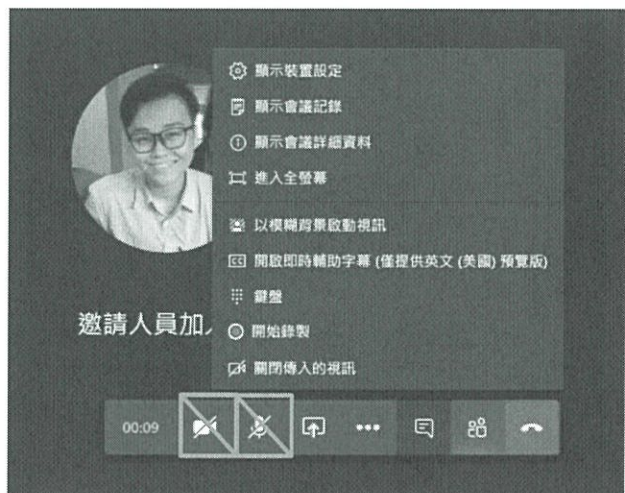 顯示裝置設定
顯示會議記錄
顯示會議詳細資料
進入全螢幕
以模糊背景啟動視訊
CC 開啟即時輔助字幕 (僅提供英文 (美國) 預覽版)
鍵盤
開始錄製
關閉傳入的視訊
邀請人員加
00:09